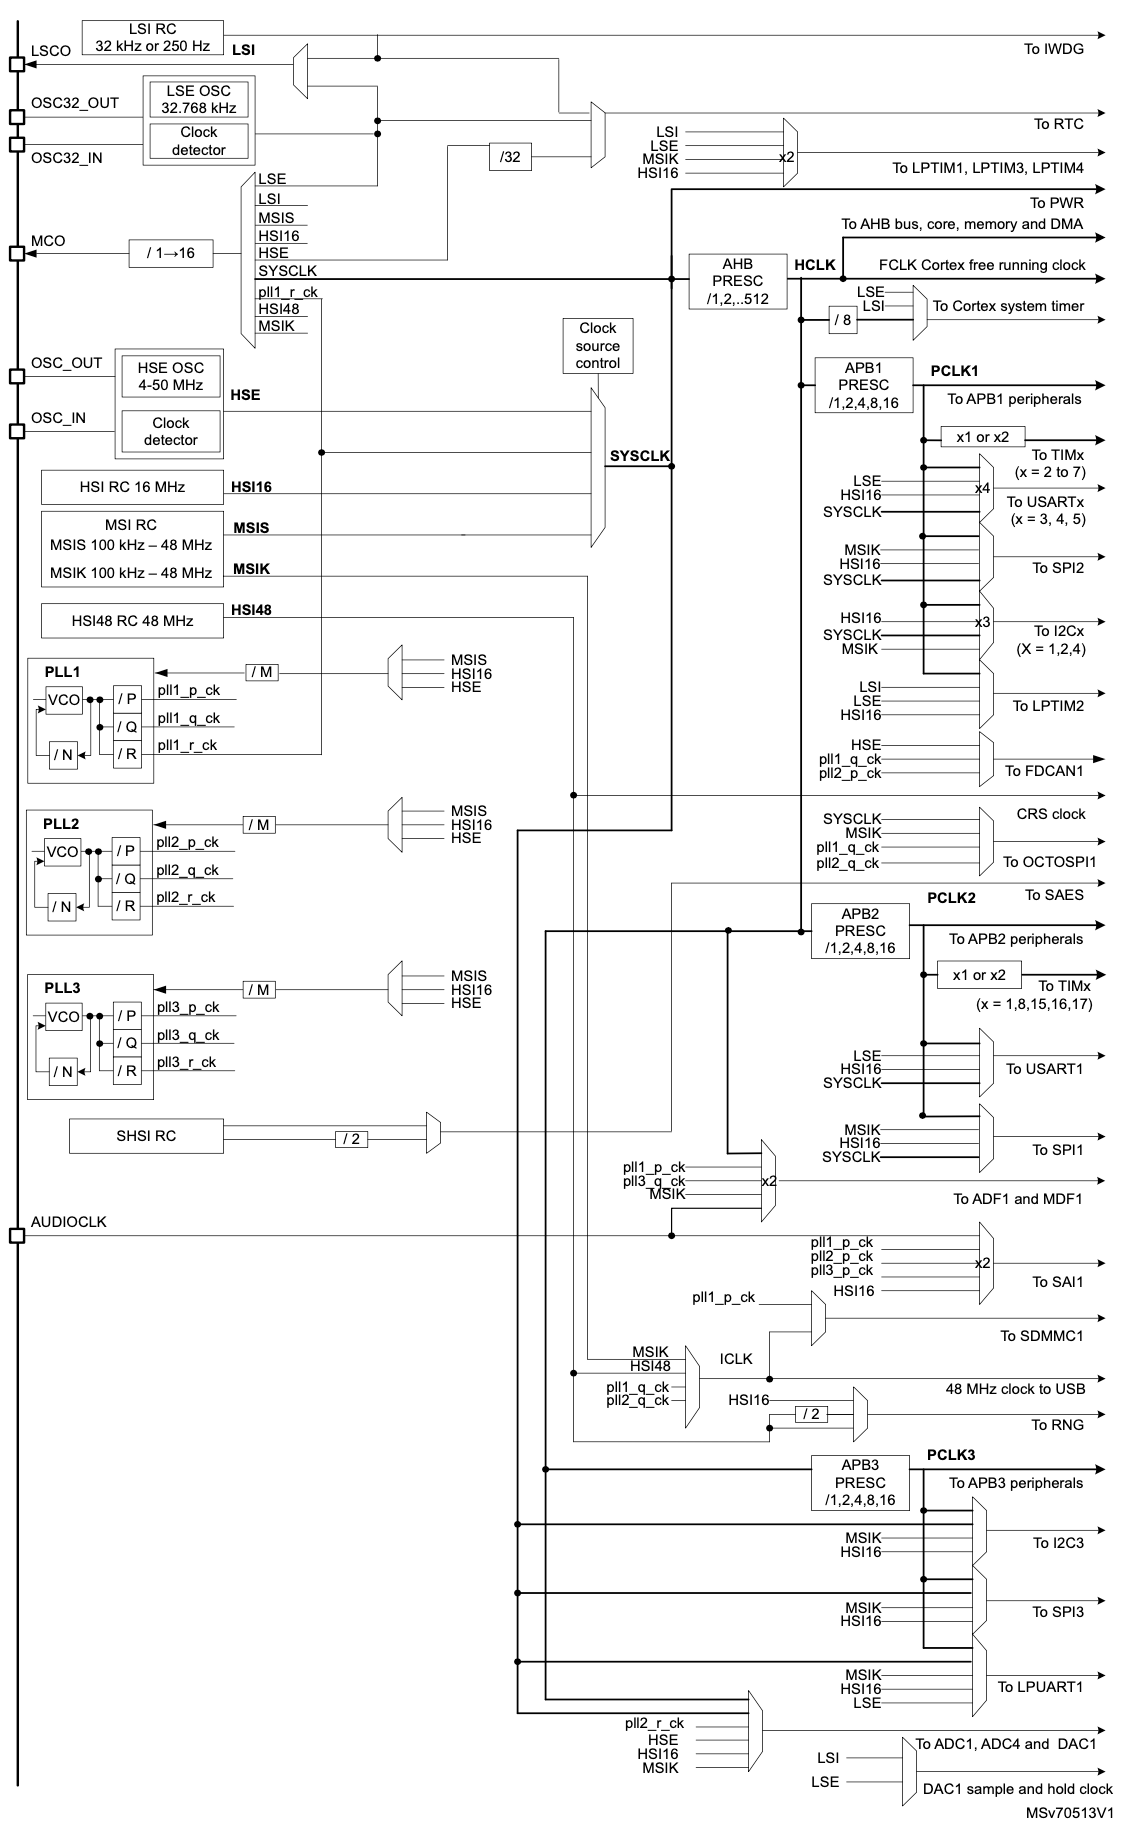 LSI RC
32 kHz or 250 Hz
LSI
To IWDG
LSCO
OSC32_OUT
LSE OSC
32.768 kHz
Clock
detector
OSC32_IN
To RTC
/32
LSI
LSE
MSIK
HSI16
x2
To LPTIM1, LPTIM3, LPTIM4
To PWR
LSE
LSI
MSIS
HSI16
HSE
SYSCLK
pll1_r_ck
HSI48
MSIK
MCO
/ 1→16
To AHB bus, core, memory and DMA
AHB
PRESC
/1,2,..512
HCLK
FCLK Cortex free running clock
LSE
LSI
/ 8
To Cortex system timer
Clock
source
control
OSC_OUT
HSE OSC
4-50 MHz
HSE
OSC_IN
Clock
detector
APB1
PRESC
/1,2,4,8,16
PCLK1
To APB1 peripherals
x1 or x2
To TIMx
(x = 2 to 7)
SYSCLK
HSI RC 16 MHz
HSI16
LSE
HSI16
SYSCLK
x4
To USARTx
(x = 3, 4, 5)
MSI RC
MSIS 100 kHz – 48 MHz
MSIK 100 kHz – 48 MHz
MSIS
MSIK
MSIK
HSI16
SYSCLK
To SPI2
HSI48 RC 48 MHz
HSI48
HSI16
SYSCLK
MSIK
x3
To I2Cx
(X = 1,2,4)
PLL1
VCO
/ N
/ P
/ Q
/ R
pll1_p_ck
pll1_q_ck
pll1_r_ck
/ M
MSIS
HSI16
HSE
LSI
LSE
HSI16
To LPTIM2
HSE
pll1_q_ck
pll2_p_ck
To FDCAN1
CRS clock
PLL2
VCO
/ N
/ P
/ Q
/ R
pll2_p_ck
pll2_q_ck
pll2_r_ck
/ M
MSIS
HSI16
HSE
SYSCLK
MSIK
pll1_q_ck
pll2_q_ck
To OCTOSPI1
To SAES
APB2
PRESC
/1,2,4,8,16
PCLK2
To APB2 peripherals
x1 or x2
To TIMx
(x = 1,8,15,16,17)
PLL3
VCO
/ N
/ P
/ Q
/ R
pll3_p_ck
pll3_q_ck
pll3_r_ck
/ M
MSIS
HSI16
HSE
LSE
HSI16
SYSCLK
To USART1
SHSI RC
/ 2
MSIK
HSI16
SYSCLK
To SPI1
pll1_p_ck
pll3_q_ck
MSIK
x2
To ADF1 and MDF1
AUDIOCLK
pll1_p_ck
pll2_p_ck
pll3_p_ck
HSI16
x2
To SAI1
pll1_p_ck
To SDMMC1
MSIK
HSI48
pll1_q_ck
pll2_q_ck
ICLK
48 MHz clock to USB
HSI16
/ 2
To RNG
APB3
PRESC
/1,2,4,8,16
PCLK3
To APB3 peripherals
MSIK
HSI16
To I2C3
MSIK
HSI16
To SPI3
MSIK
HSI16
LSE
To LPUART1
pll2_r_ck
HSE
HSI16
MSIK
To ADC1, ADC4 and DAC1
LSI
LSE
DAC1 sample and hold clock
MSv70513V1